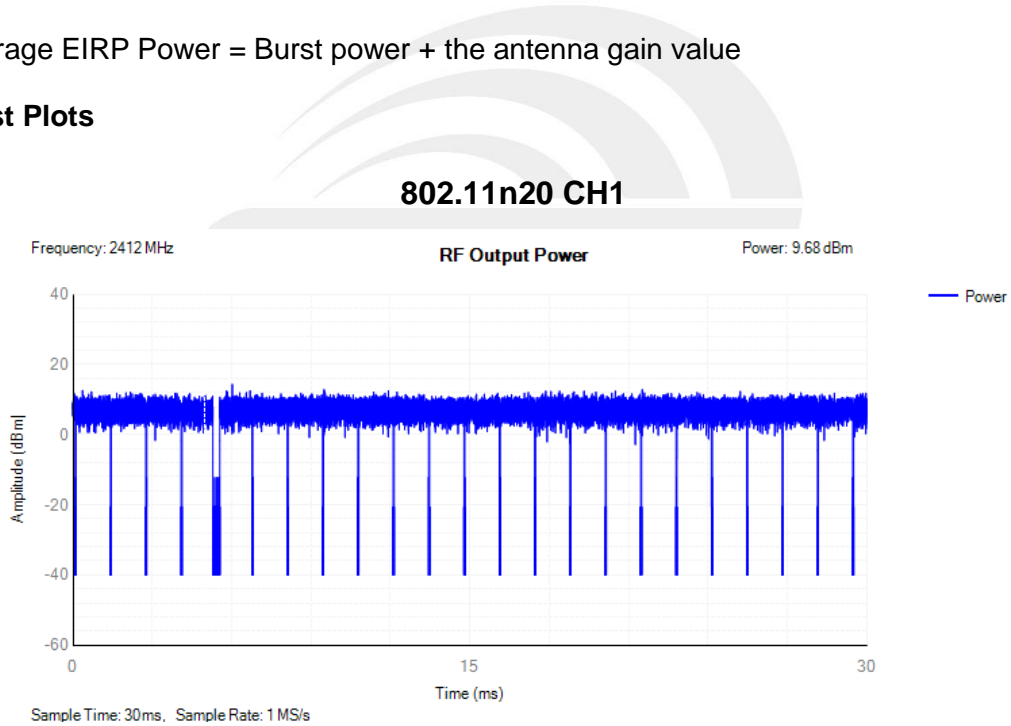 rage EIRP Power = Burst power + the antenna gain value
st Plots
802.11n20 CH1
Frequency: 2412 MHz
RF Output Power
Power: 9.68 dBm
Power
40
20
0
-20
-40
-60
Amplitude [dBm]
0
15
30
Time (ms)
Sample Time: 30ms, Sample Rate: 1 MS/s